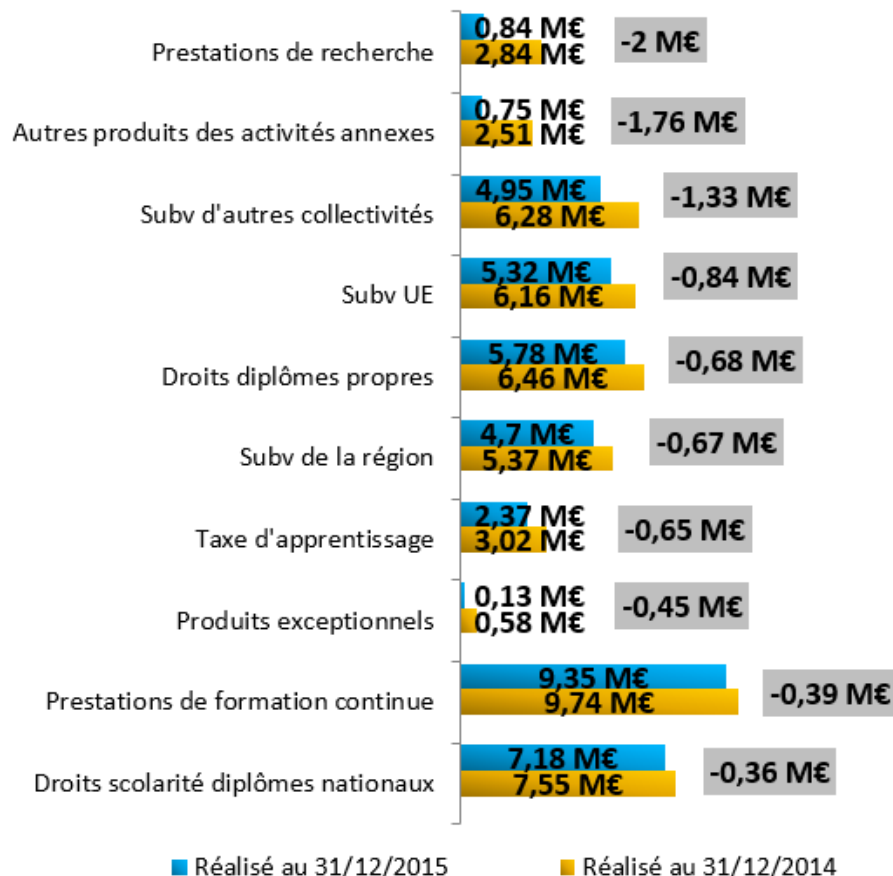 Prestations de recherche
0,84 M€
2,84 M€
-2 M€
Autres produits des activités annexes
0,75 M€
2,51 M€
-1,76 M€
Subv d'autres collectivités
4,95 M€
6,28 M€
-1,33 M€
Subv UE
5,32 M€
6,16 M€
-0,84 M€
Droits diplômes propres
5,78 M€
6,46 M€
-0,68 M€
Subv de la région
4,7 M€
5,37 M€
-0,67 M€
Taxe d'apprentissage
2,37 M€
3,02 M€
-0,65 M€
Produits exceptionnels
0,13 M€
0,58 M€
-0,45 M€
Prestations de formation continue
9,35 M€
9,74 M€
-0,39 M€
Droits scolarité diplômes nationaux
7,18 M€
7,55 M€
-0,36 M€
Réalisé au 31/12/2015
Réalisé au 31/12/2014